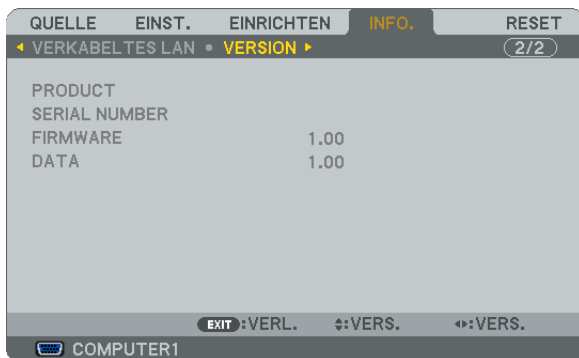 QUELLE EINST. EINRICHTEN INFO. RESET
VERKABELTES LAN • VERSION 2/2
PRODUCT
SERIAL NUMBER
FIRMWARE 1.00
DATA 1.00
EXIT:VERL. :VERS. :VERS.
COMPUTER1